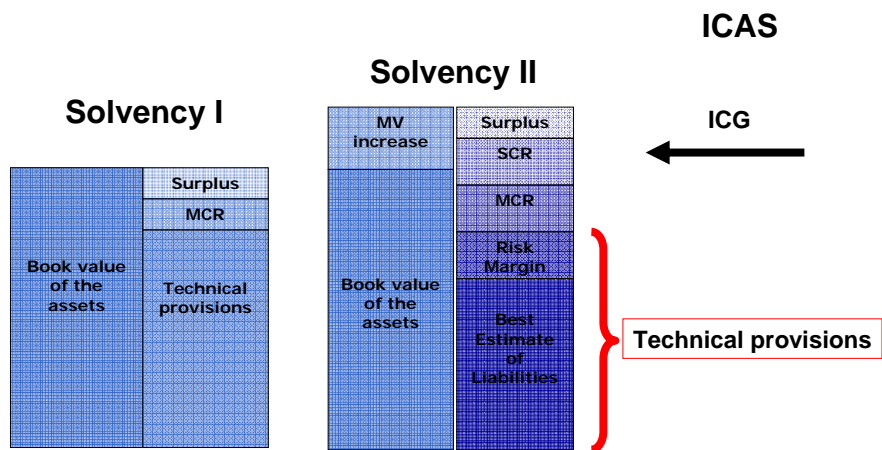 ICAS
Solvency II
Solvency I
ICG
MV
increase
Surplus
SCR
MCR
Risk
Margin
Book value
of the
assets
Best
Estimate
of
Liabilities
Technical provisions
Surplus
MCR
Book value
of the
assets
Technical
provisions